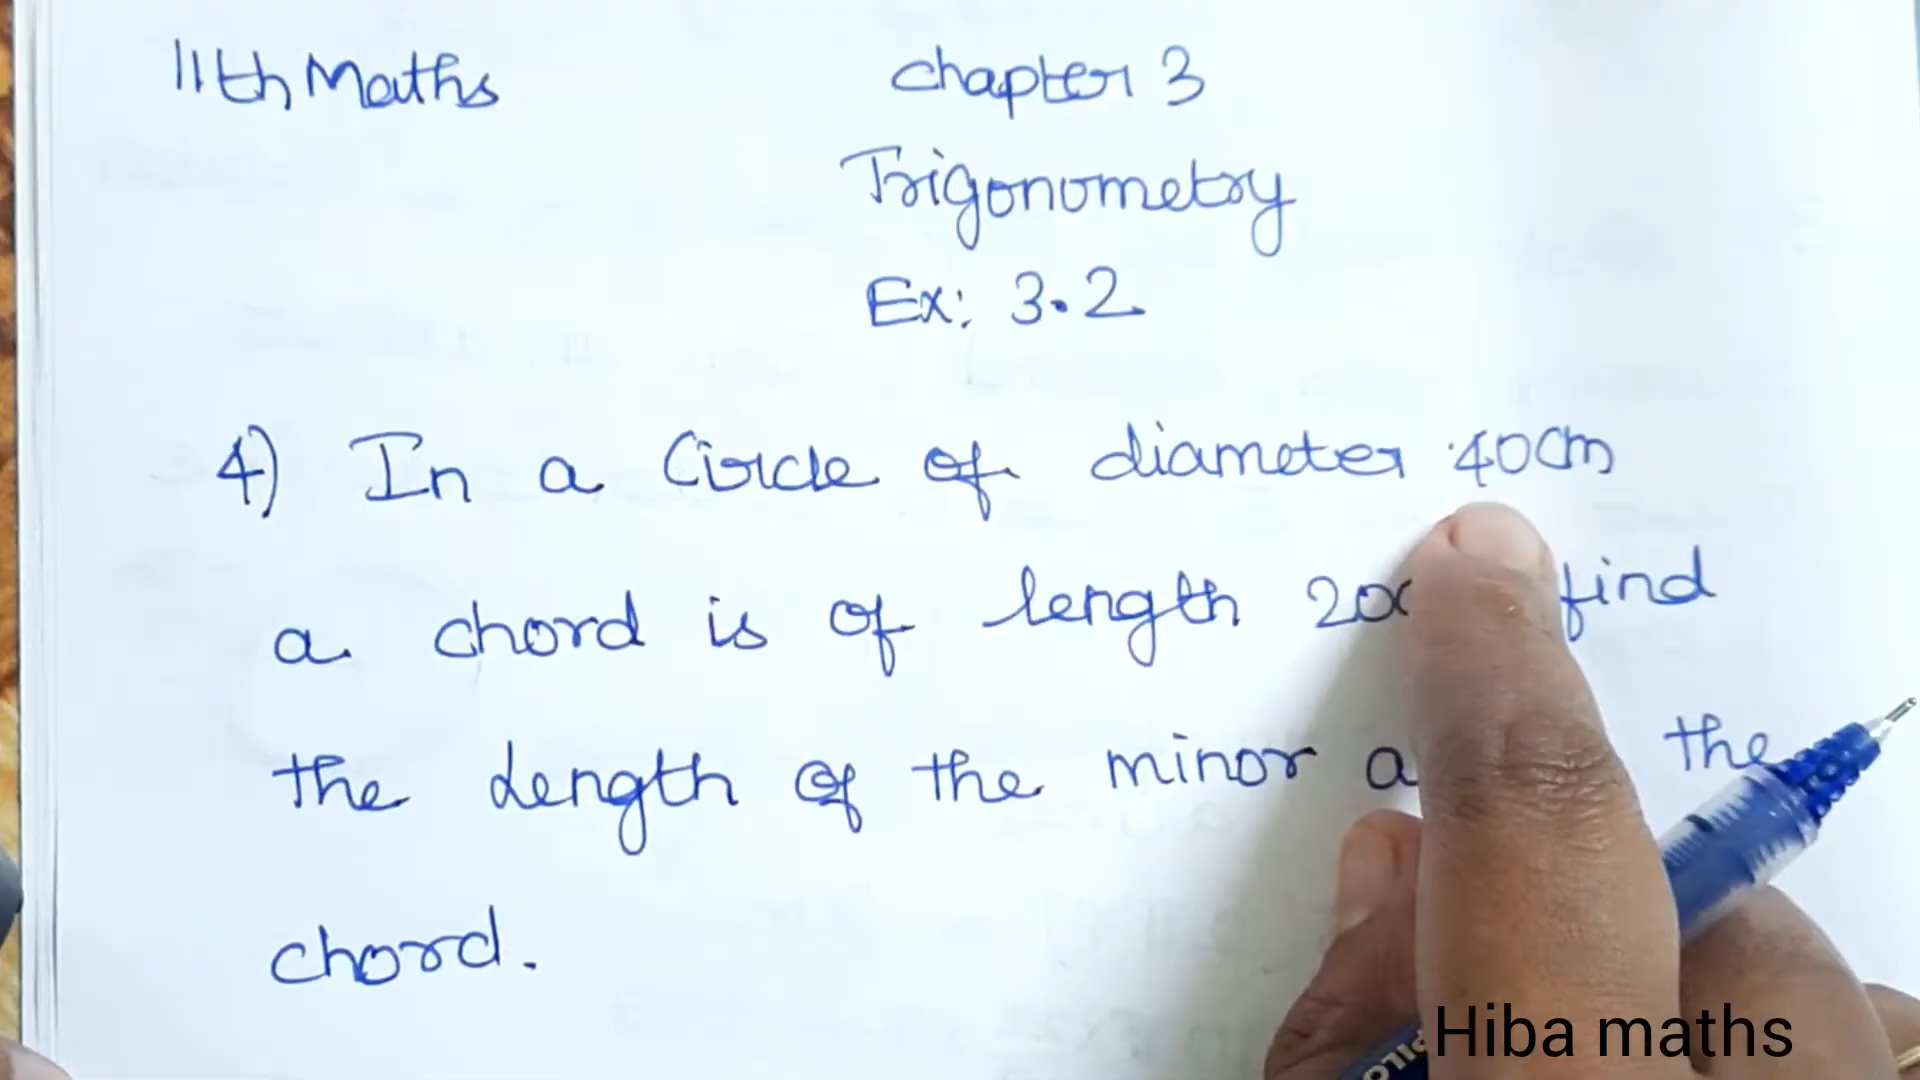 11th Maths chapter 3
Trigonometry
Ex: 3.2
4) In a Circle of diameter 40cm
a chord is of length find
the length of the minor the
chord.
Hiba maths